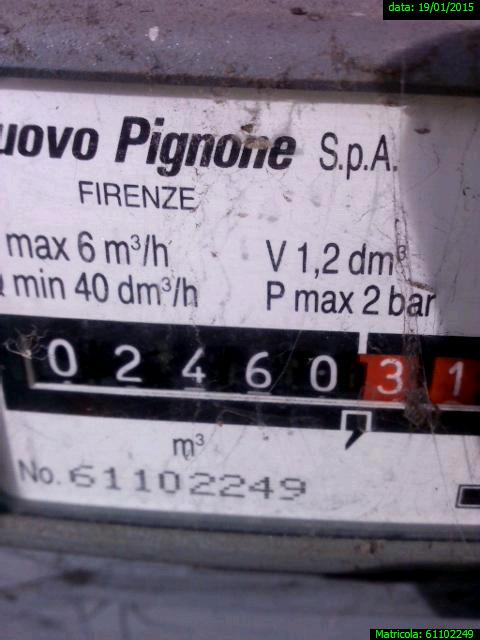 data: 19/01/2015
uovo Pignone S.p.A.
FIRENZE
max 6 m³/h V 1,2 dm³
min 40 dm³/h P max 2 bar
0 2 4 6 0 3 1
,
m³
No. 61102249
Matricola: 61102249